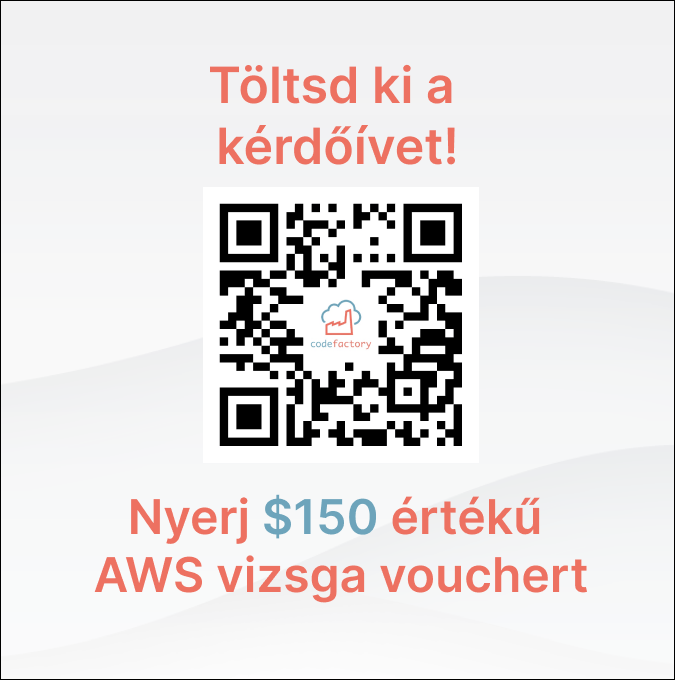 Töltsd ki a
kérdőívet!
codefactory
Nyerj $150 értékű
AWS vizsga vouchert